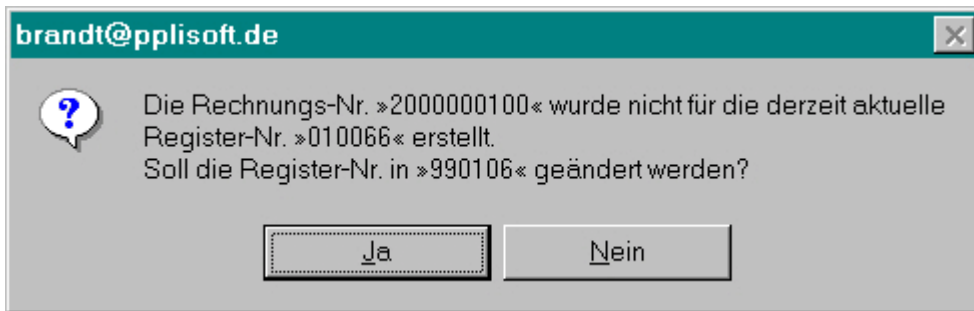 brandt@pplisoft.de
?
Die Rechnungs-Nr. »2000000100« wurde nicht für die derzeit aktuelle
Register-Nr. »010066« erstellt.
Soll die Register-Nr. in »990106« geändert werden?
Ja
Nein